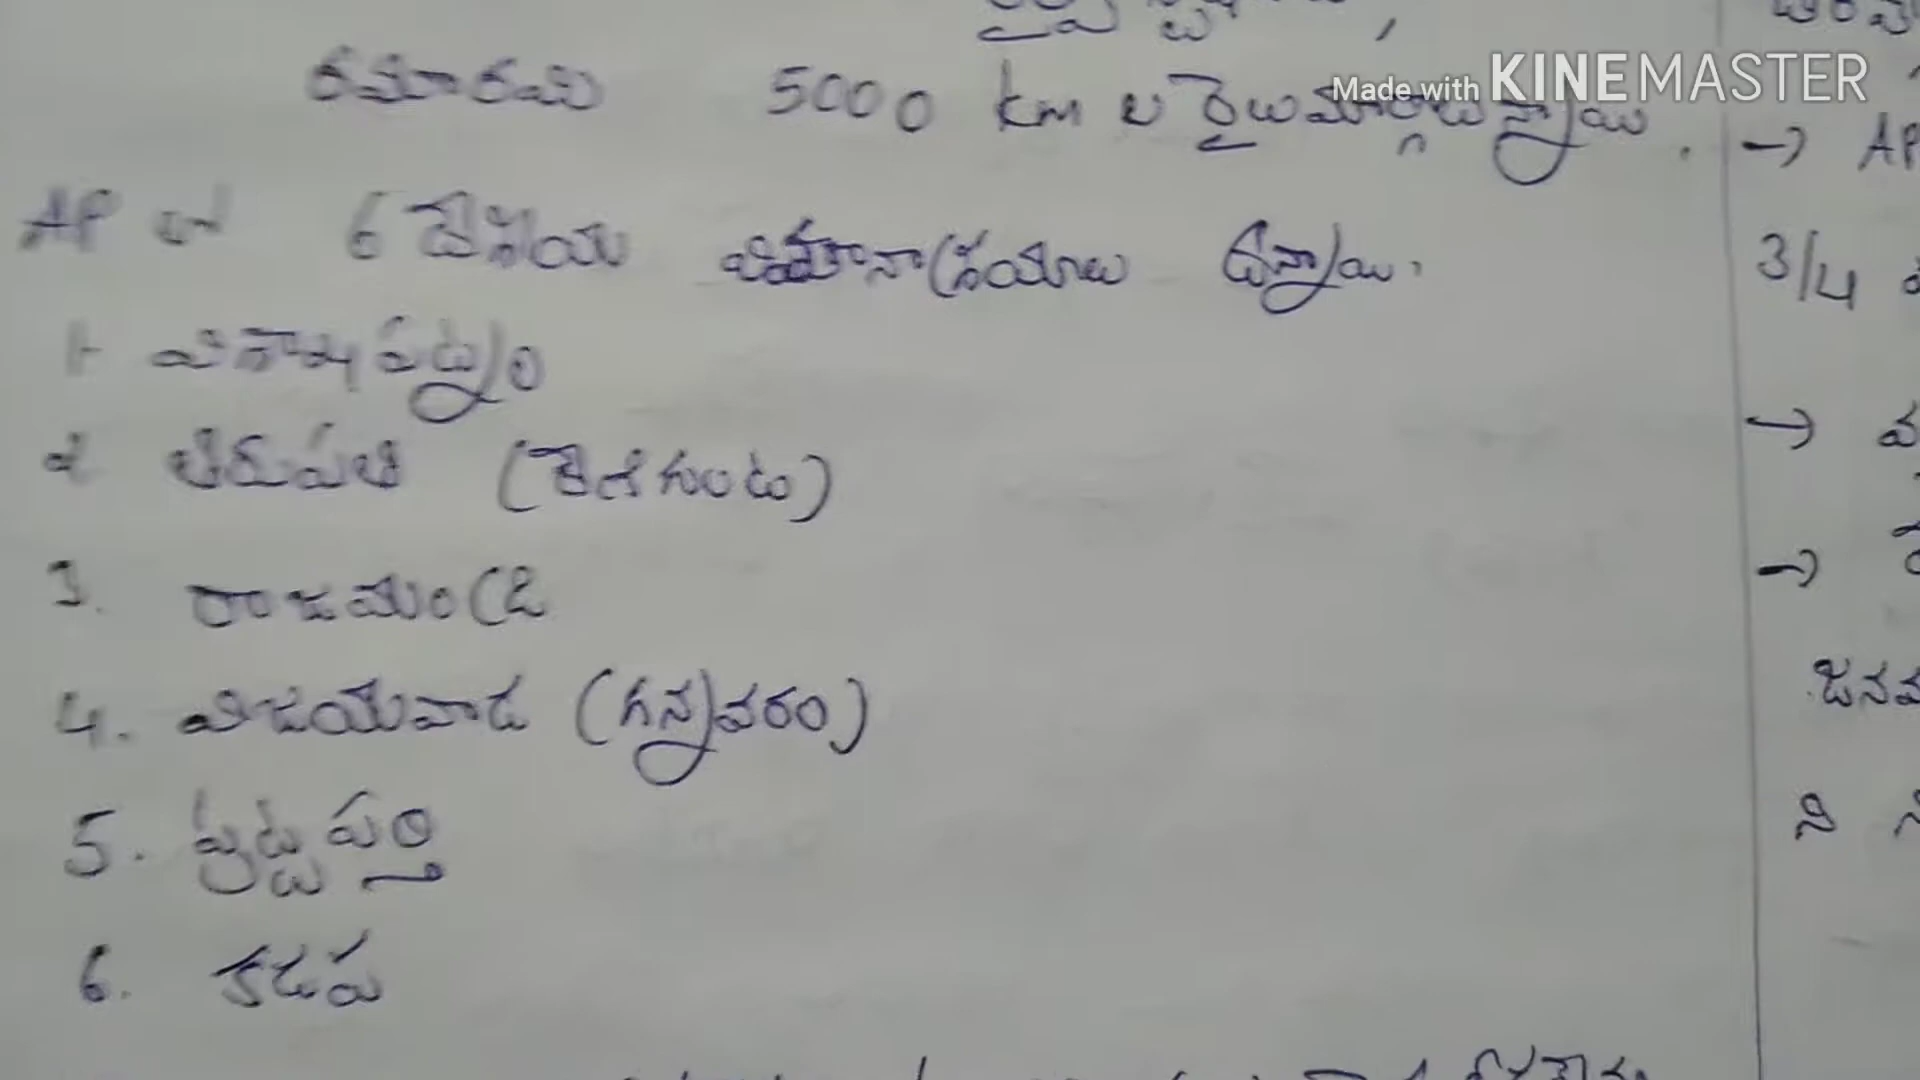 Made with KINEMASTER
సుమారుగా 5000 km ల రైలుమార్గాలున్నాయి.
AP లో 6 దేశీయ విమానాశ్రయాలు ఉన్నాయి.
1. విశాఖపట్నం
2 తిరుపతి (రేణిగుంట)
3. రాజమండ్రి
4. విజయవాడ (గన్నవరం)
5. పుట్టపర్తి
6. కడప
→ AP
3/4
→
→
జనవ
ని